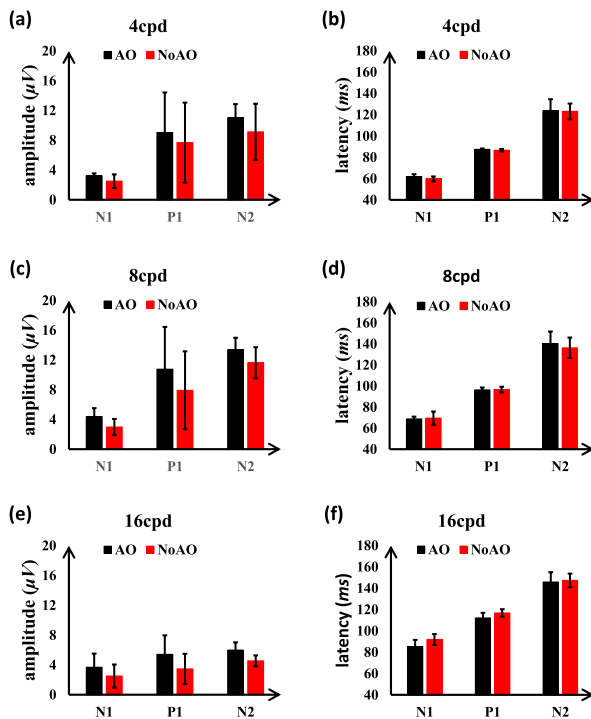 (a)
4cpd
AO NoAO
amplitude (μV)
20
16
12
8
4
0
N1 P1 N2
(b)
4cpd
AO NoAO
latency (ms)
180
160
140
120
100
80
60
40
N1 P1 N2
(c)
8cpd
AO NoAO
amplitude (μV)
20
16
12
8
4
0
N1 P1 N2
(d)
8cpd
AO NoAO
latency (ms)
180
160
140
120
100
80
60
40
N1 P1 N2
(e)
16cpd
AO NoAO
amplitude (μV)
20
16
12
8
4
0
N1 P1 N2
(f)
16cpd
AO NoAO
latency (ms)
180
160
140
120
100
80
60
40
N1 P1 N2